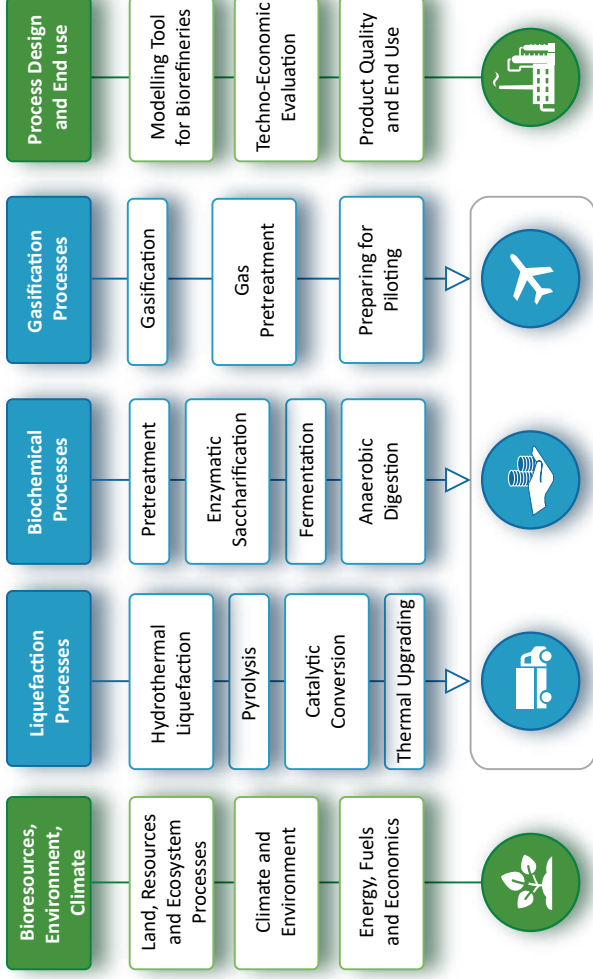 Bioresources,
Environment,
Climate
Land, Resources
and Ecosystem
Processes
Climate and
Environment
Energy, Fuels
and Economics
Liquefaction
Processes
Hydrothermal
Liquefaction
Pyrolysis
Catalytic
Conversion
Thermal Upgrading
Biochemical
Processes
Pretreatment
Enzymatic
Saccharification
Fermentation
Anaerobic
Digestion
Gasification
Processes
Gasification
Gas
Pretreatment
Preparing for
Piloting
Process Design
and End use
Modelling Tool
for Biorefineries
Techno-Economic
Evaluation
Product Quality
and End Use